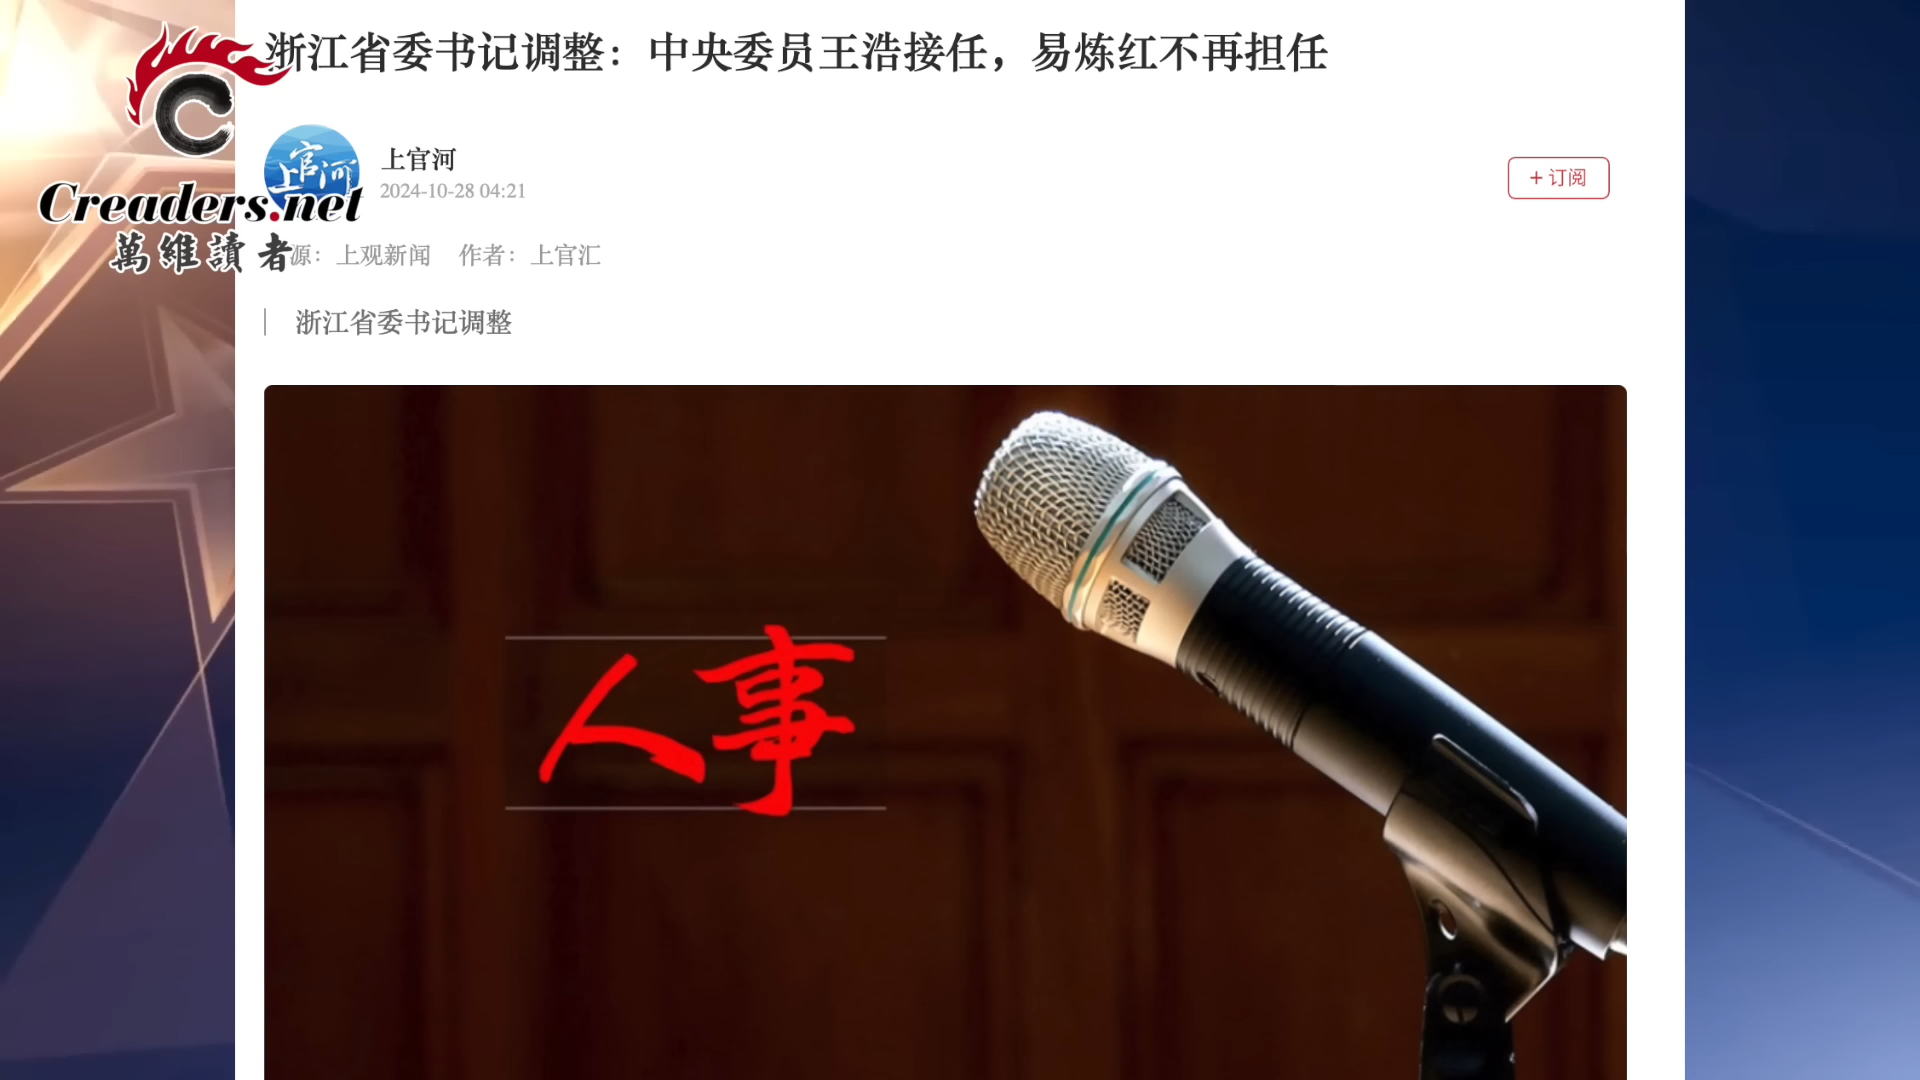 浙江省委书记调整：中央委员王浩接任，易炼红不再担任
上官河
上官河
2024-10-28 04:21
+ 订阅
Creaders.net
萬維讀者
源： 上观新闻 作者： 上官汇
浙江省委书记调整
人事